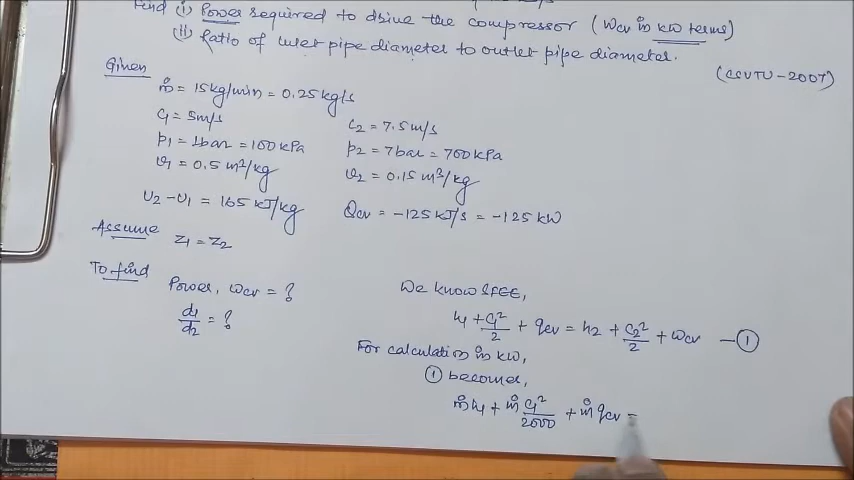 Find (i) Power required to drive the compressor (Wcv in kW terms)
(ii) Ratio of inlet pipe diameter to outlet pipe diameter.
(CSVTU-2007)
Given
ṁ = 15kg/min = 0.25 kg/s
C1 = 5m/s C2 = 7.5 m/s
p1 = 1bar = 100 kPa p2 = 7bar = 700 kPa
v1 = 0.5 m³/kg v2 = 0.15 m³/kg
U2-U1 = 165 kJ/kg Qcv = -125 kJ/s = -125 kW
Assume Z1 = Z2
To find Power, Wcv = ?
d1/d2 = ?
We know SFEE,
h1 + C1²/2 + qcv = h2 + C2²/2 + wcv — (1)
For calculation in kW,
(1) becomes,
ṁh1 + ṁ C1²/2000 + ṁ qcv =